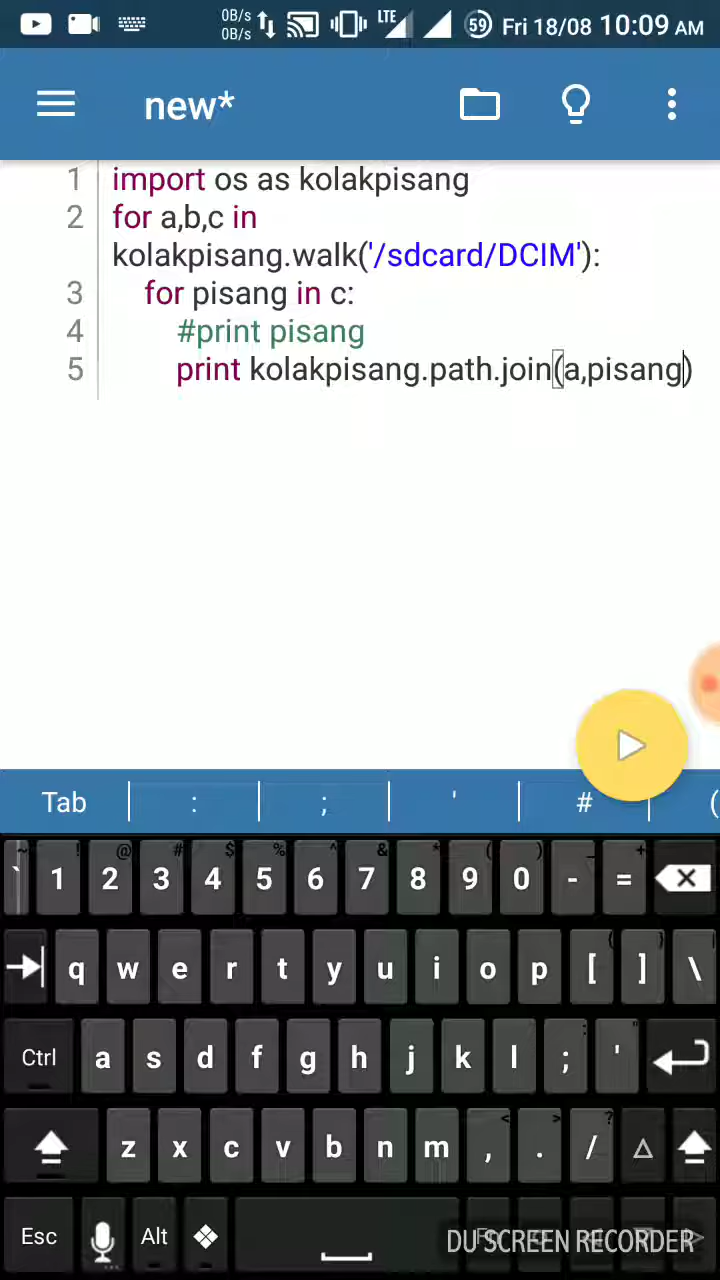 0B/s
0B/s
LTE
59
Fri 18/08 10:09 AM
new*
1 import os as kolakpisang
2 for a,b,c in
kolakpisang.walk('/sdcard/DCIM'):
3 for pisang in c:
4 #print pisang
5 print kolakpisang.path.join(a,pisang)
Tab : ; ' # (
~ ! @ # $ % ^ & * ( ) _ +
` 1 2 3 4 5 6 7 8 9 0 - =
q w e r t y u i o p [ ] \
Ctrl a s d f g h j k l ; '
z x c v b n m , . /
Esc Alt Fn
DU SCREEN RECORDER